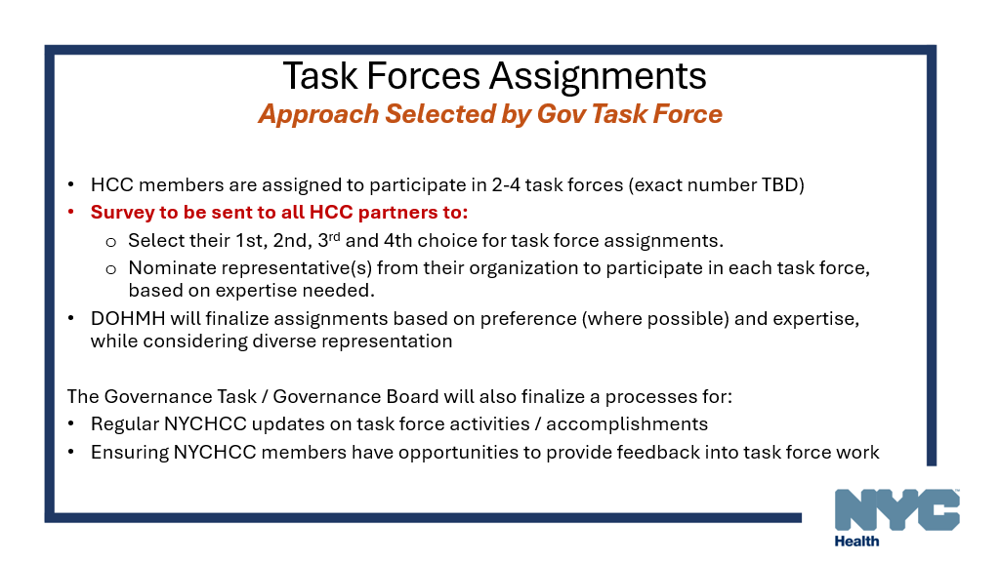 Task Forces Assignments
Approach Selected by Gov Task Force
• HCC members are assigned to participate in 2-4 task forces (exact number TBD)
• Survey to be sent to all HCC partners to:
o Select their 1st, 2nd, 3rd and 4th choice for task force assignments.
o Nominate representative(s) from their organization to participate in each task force,
based on expertise needed.
• DOHMH will finalize assignments based on preference (where possible) and expertise,
while considering diverse representation
The Governance Task / Governance Board will also finalize a processes for:
• Regular NYCHCC updates on task force activities / accomplishments
• Ensuring NYCHCC members have opportunities to provide feedback into task force work
NYC™
Health